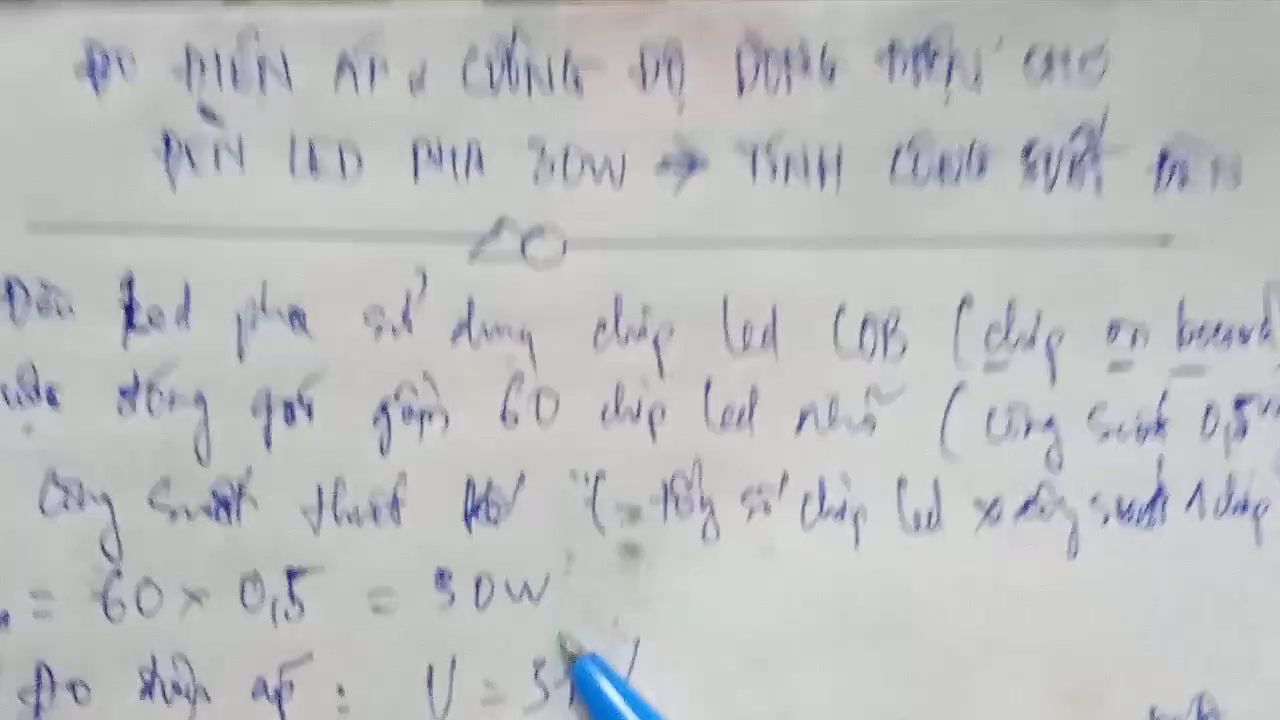 ĐO ĐIỆN ÁP, CƯỜNG ĐỘ DÒNG ĐIỆN CHO
ĐÈN LED PHA 30W → TÍNH CÔNG SUẤT ĐÈN
Đèn Led pha sử dụng chip led COB (chip on board
đóng gói gồm 60 chip led nhỏ (công suất 0,5W
Công suất thiết kế = tổng số chip led x công suất 1 chip
= 60 x 0,5 = 30W
Đo điện áp: U =